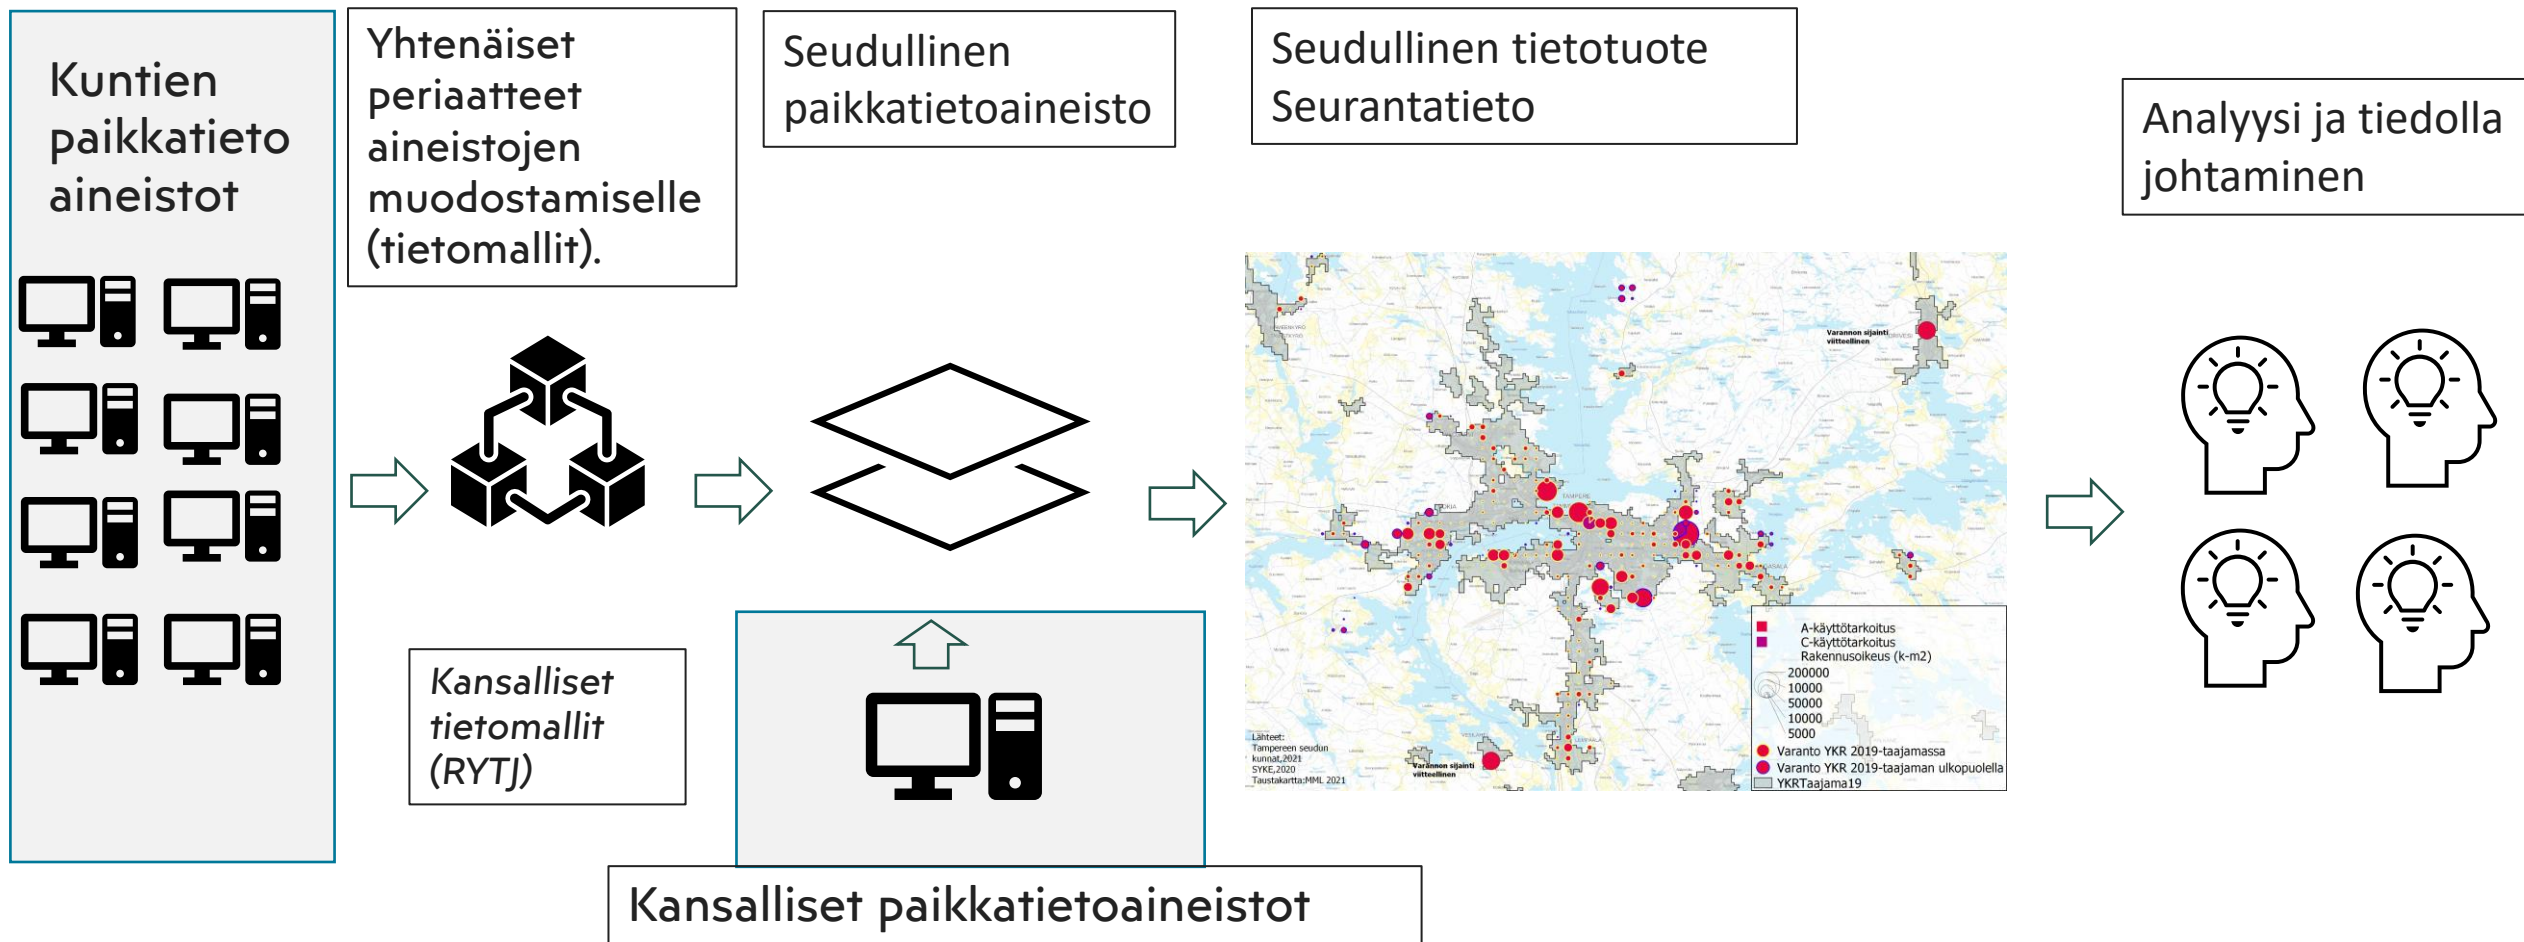 Kuntien
paikkatieto
aineistot
Yhtenäiset
periaatteet
aineistojen
muodostamiselle
(tietomallit).
Seudullinen
paikkatietoaineisto
Seudullinen tietotuote
Seurantatieto
Analyysi ja tiedolla
johtaminen
Kansalliset
tietomallit
(RYTJ)
Kansalliset paikkatietoaineistot
Varannon sijainti
viitteellinen
TAMPERE
Varannon sijainti
viitteellinen
Lähteet:
Tampereen seudun
kunnat,2021
SYKE,2020
Taustakartta:MML 2021
A-käyttötarkoitus
C-käyttötarkoitus
Rakennusoikeus (k-m2)
200000
10000
50000
10000
5000
Varanto YKR 2019-taajamassa
Varanto YKR 2019-taajaman ulkopuolella
YKRTaajama19